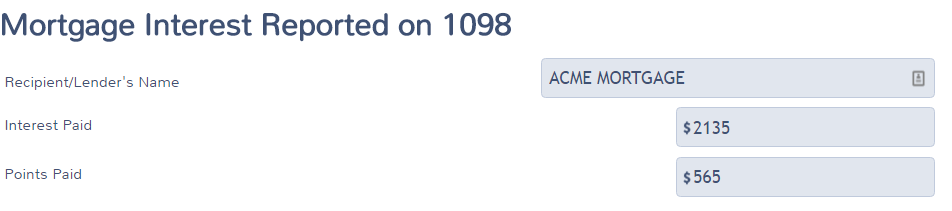 Mortgage Interest Reported on 1098
Recipient/Lender's Name ACME MORTGAGE
Interest Paid $2135
Points Paid $565